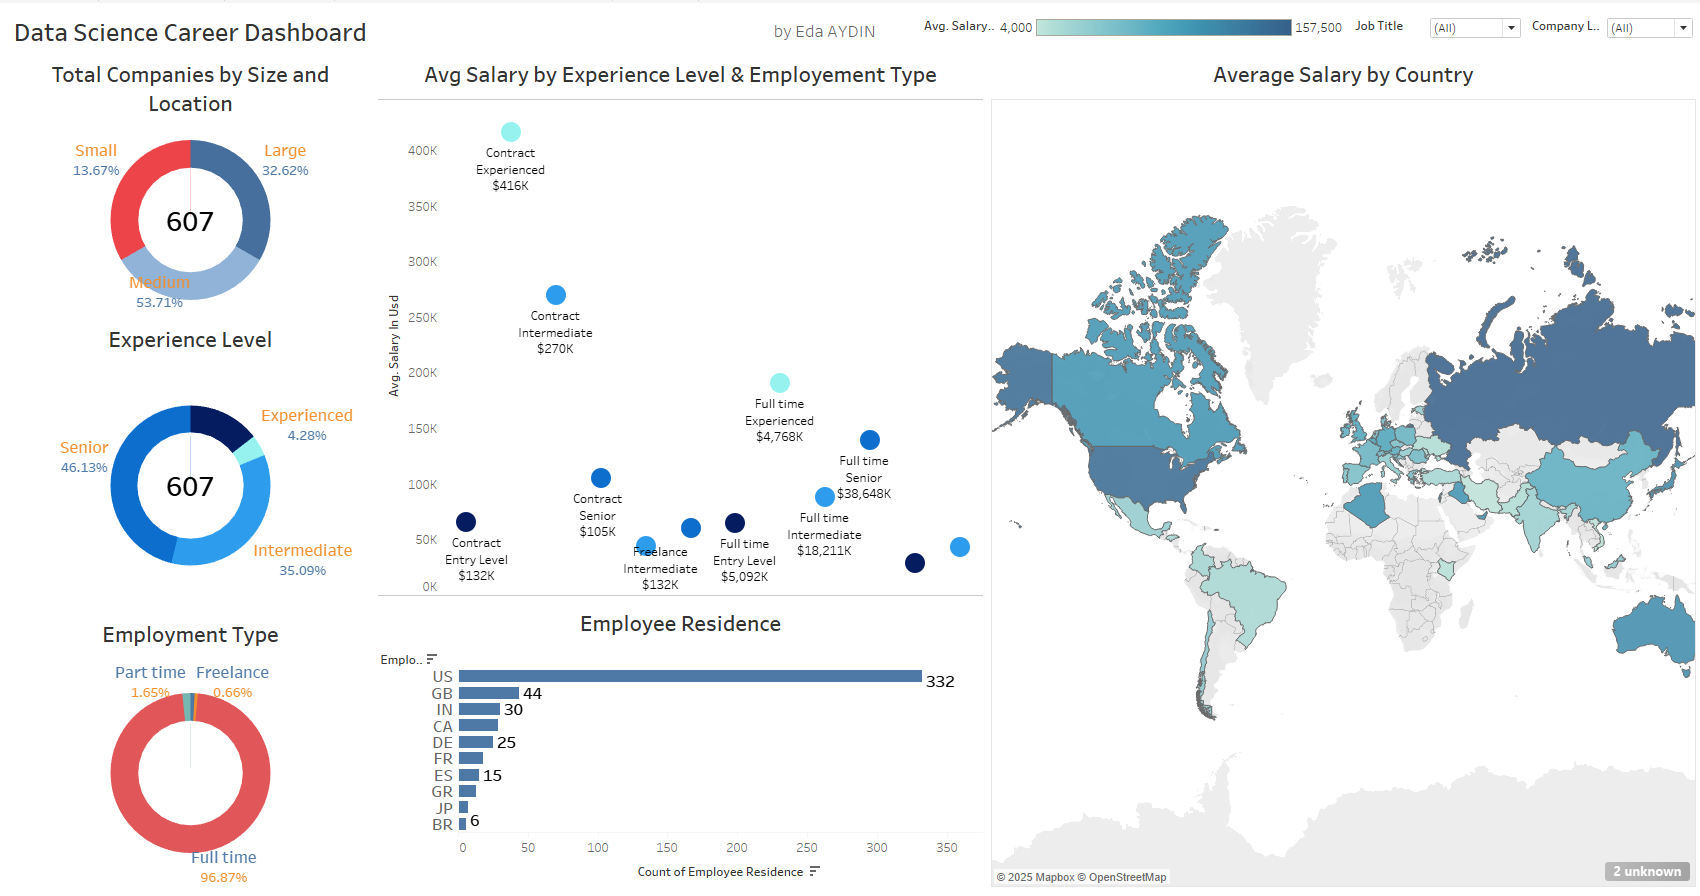 Data Science Career Dashboard
by Eda AYDIN
Avg. Salary..
4,000
157,500
Job Title
(All)
Company L..
(All)
Total Companies by Size and
Location
Small
13.67%
Large
32.62%
607
Medium
53.71%
Experience Level
Experienced
4.28%
Senior
46.13%
607
Intermediate
35.09%
Employment Type
Part time
1.65%
Freelance
0.66%
Full time
96.87%
Avg Salary by Experience Level & Employement Type
Avg. Salary In Usd
400K
350K
300K
250K
200K
150K
100K
50K
0K
Contract
Experienced
$416K
Contract
Intermediate
$270K
Full time
Experienced
$4,768K
Full time
Senior
$38,648K
Contract
Senior
$105K
Full time
Intermediate
$18,211K
Contract
Entry Level
$132K
Freelance
Intermediate
$132K
Full time
Entry Level
$5,092K
Employee Residence
Emplo..
US
332
GB
44
IN
30
CA
DE
25
FR
ES
15
GR
JP
BR
6
0
50
100
150
200
250
300
350
Count of Employee Residence
Average Salary by Country
© 2025 Mapbox © OpenStreetMap
2 unknown